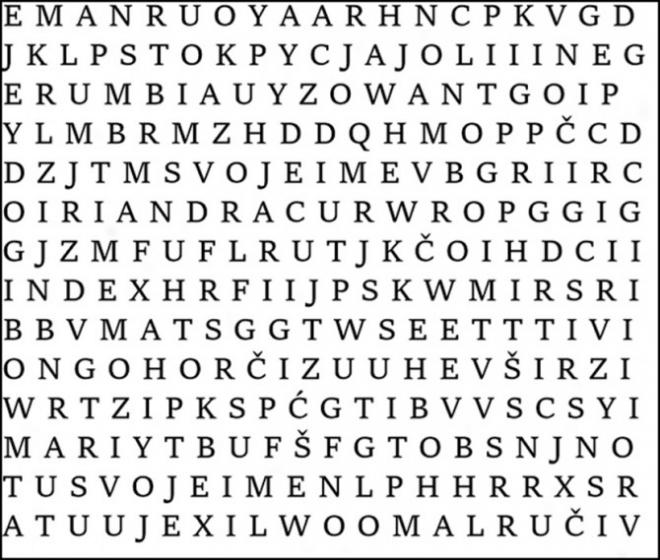 E M A N R U O Y A A R H N C P K V G D
J K L P S T O K P Y C J A J O L I I I N E G
E R U M B I A U Y Z O W A N T G O I P
Y L M B R M Z H D D Q H M O P P Č C D
D Z J T M S V O J E I M E V B G R I I R C
O I R I A N D R A C U R W R O P G G I G
G J Z M F U F L R U T J K Č O I H D C I I
I N D E X H R F I I J P S K W M I R S R I
B B V M A T S G G T W S E E T T T I V I
O N G O H O R Č I Z U U H E V Š I R Z I
W R T Z I P K S P Ć G T I B V V S C S Y I
M A R I Y T B U F Š F G T O B S N J N O
T U S V O J E I M E N L P H H R R X S R
A T U U J E X I L W O O M A L R U Č I V